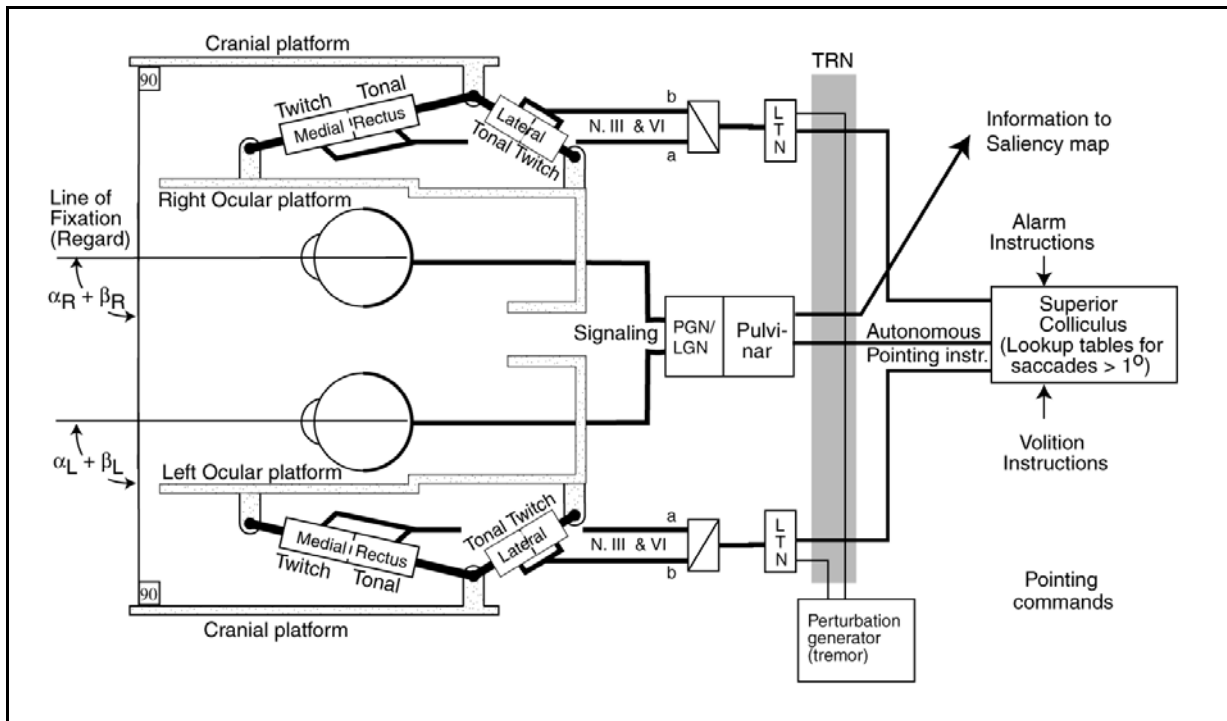 Cranial platform
TRN
90
Twitch
Tonal
Medial Rectus
Lateral
Tonal Twitch
b
N. III & VI
a
L
T
N
Information to
Saliency map
Right Ocular platform
Line of
Fixation
(Regard)
αR + βR
Alarm
Instructions
Signaling
PGN/
LGN
Pulvi-
nar
Autonomous
Pointing instr.
Superior
Colliculus
(Lookup tables for
saccades > 1o)
αL + βL
Left Ocular platform
Volition
Instructions
Tonal Twitch
Lateral
a
N. III & VI
b
L
T
N
Medial Rectus
Twitch
Tonal
90
Cranial platform
Perturbation
generator
(tremor)
Pointing
commands